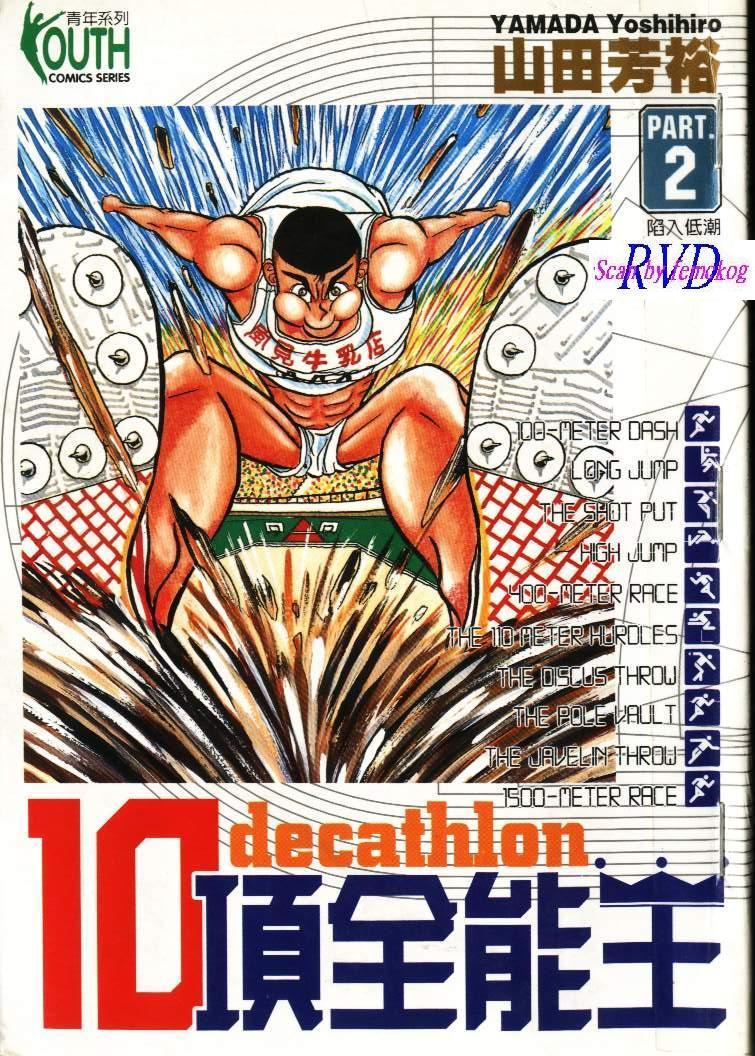 青年系列
YOUTH
COMICS SERIES
YAMADA Yoshihiro
山田芳裕
PART.
2
陷入低潮
RVD
Scan by femokog
風見牛乳店
100-METER DASH
LONG JUMP
THE SHOT PUT
HIGH JUMP
400-METER RACE
THE 110 METER HURDLES
THE DISCUS THROW
THE POLE VAULT
THE JAVELIN THROW
1500-METER RACE
decathlon
10項全能王